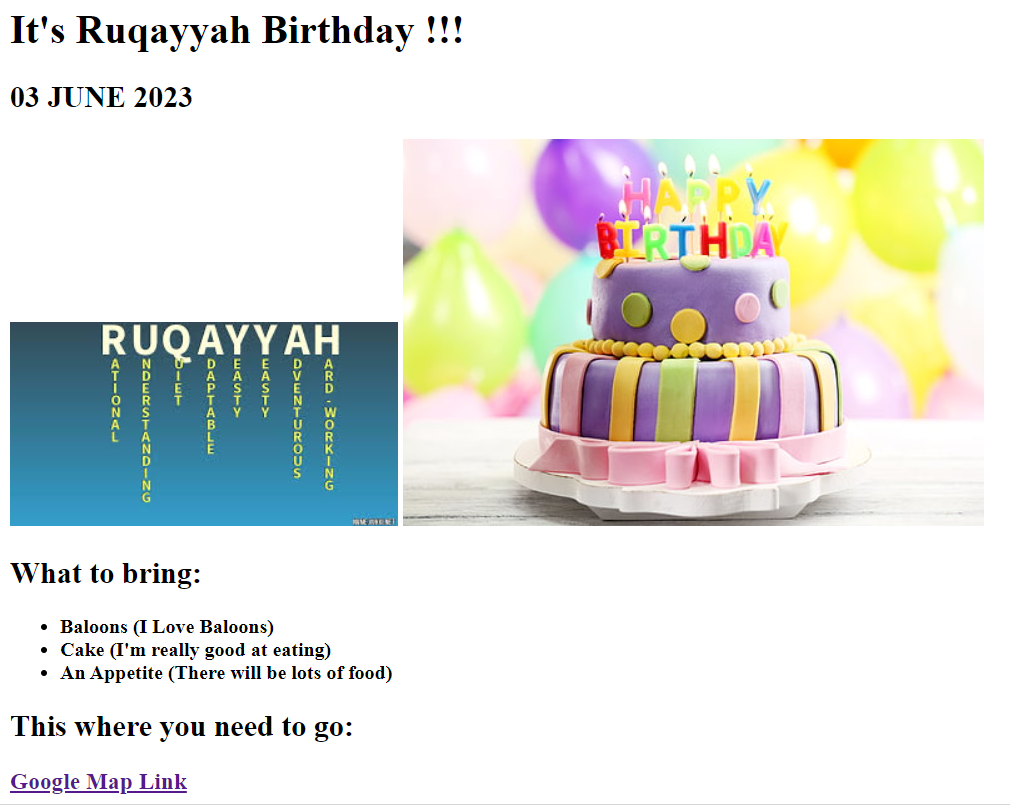 It's Ruqayyah Birthday !!!
03 JUNE 2023
HAPPY
BIRTHDAY
RUQAYYAH
ATIONAL
NDERSTANDING
UIET
DAPTABLE
EASTY
EASTY
DVENTUROUS
ARD-WORKING
What to bring:
• Baloons (I Love Baloons)
• Cake (I'm really good at eating)
• An Appetite (There will be lots of food)
This where you need to go:
Google Map Link